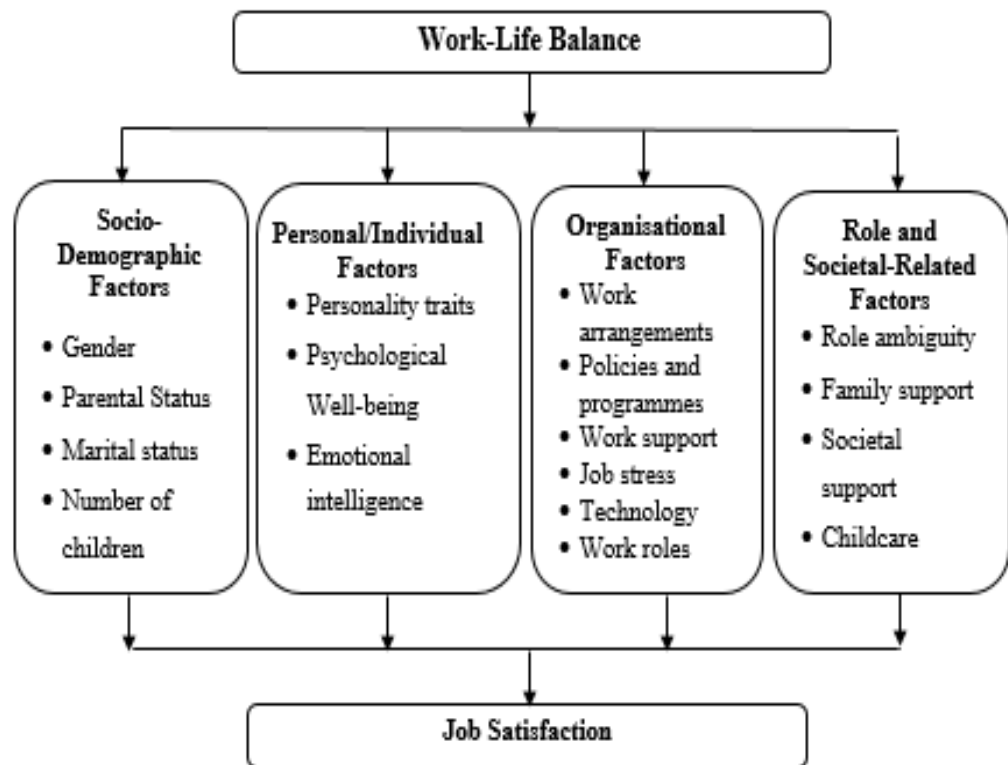 Work-Life Balance
Socio-
Demographic
Factors
• Gender
• Parental Status
• Marital status
• Number of
children
Personal/Individual
Factors
• Personality traits
• Psychological
Well-being
• Emotional
intelligence
Organisational
Factors
• Work
arrangements
• Policies and
programmes
• Work support
• Job stress
• Technology
• Work roles
Role and
Societal-Related
Factors
• Role ambiguity
• Family support
• Societal
support
• Childcare
Job Satisfaction